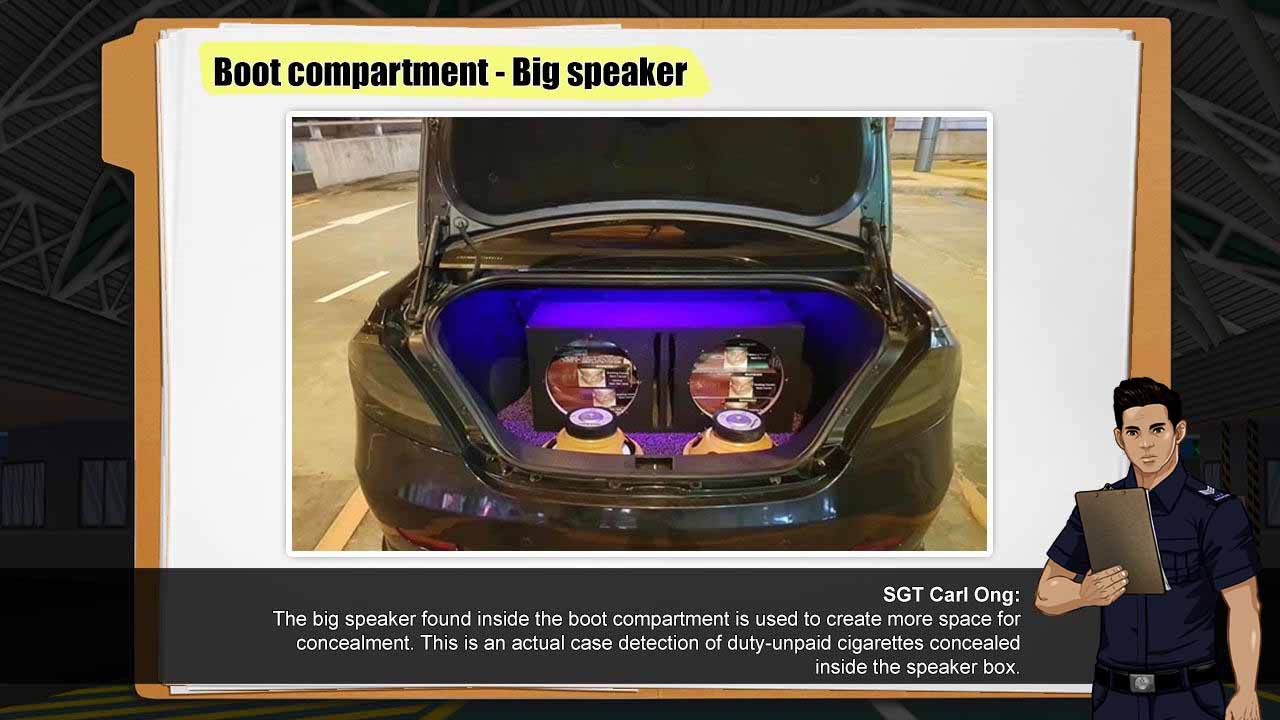 Boot compartment - Big speaker
SGT Carl Ong:
The big speaker found inside the boot compartment is used to create more space for
concealment. This is an actual case detection of duty-unpaid cigarettes concealed
inside the speaker box.